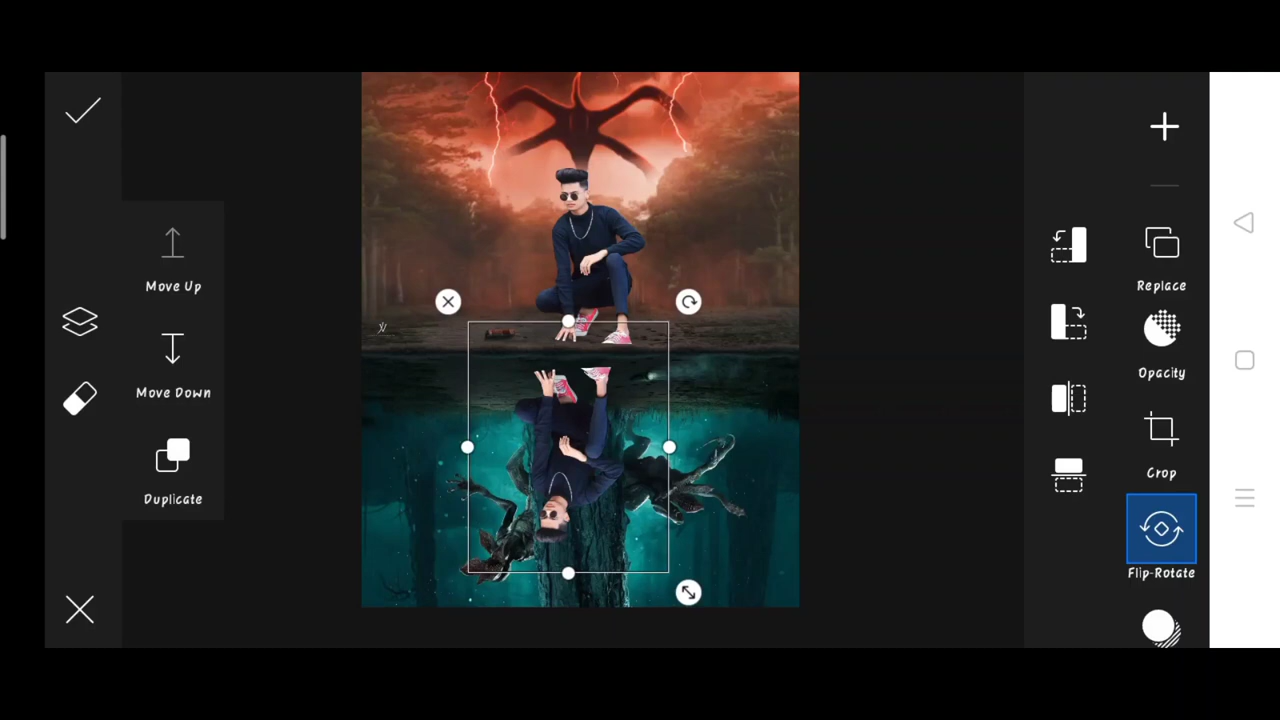 Move Up
Move Down
Duplicate
Replace
Opacity
Crop
Flip-Rotate